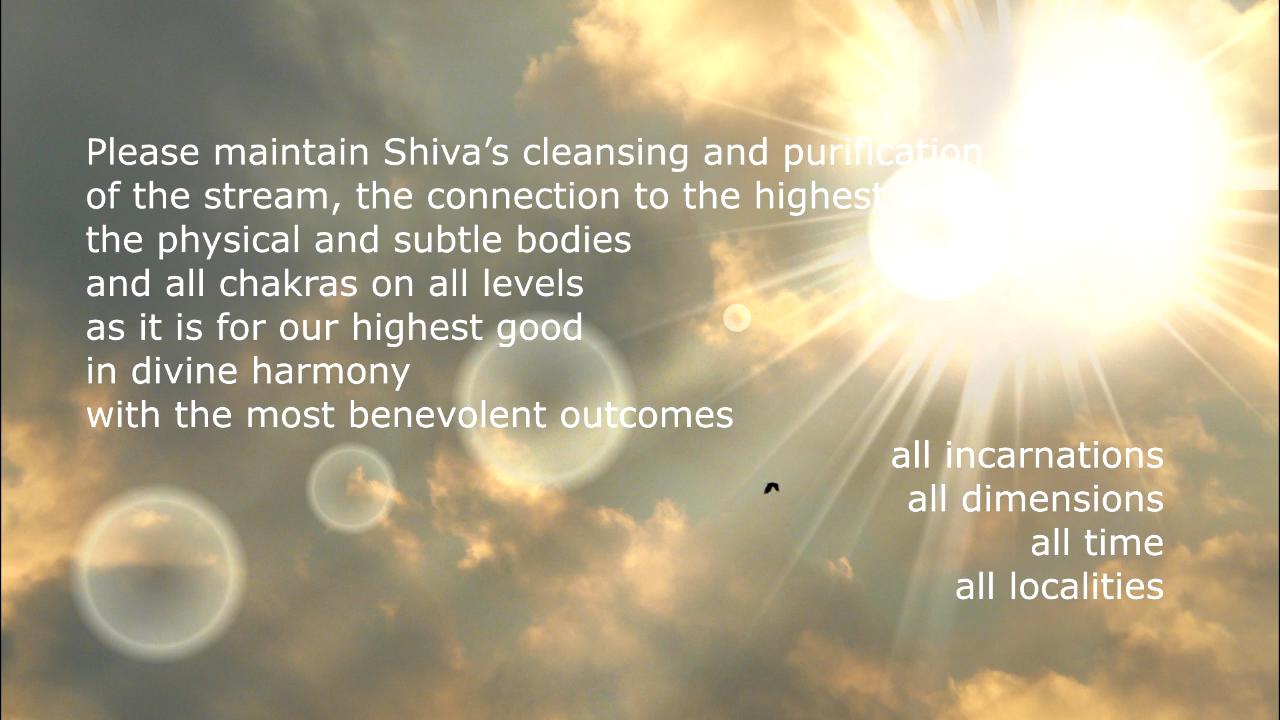 Please maintain Shiva’s cleansing and purification
of the stream, the connection to the highest
the physical and subtle bodies
and all chakras on all levels
as it is for our highest good
in divine harmony
with the most benevolent outcomes
all incarnations
all dimensions
all time
all localities